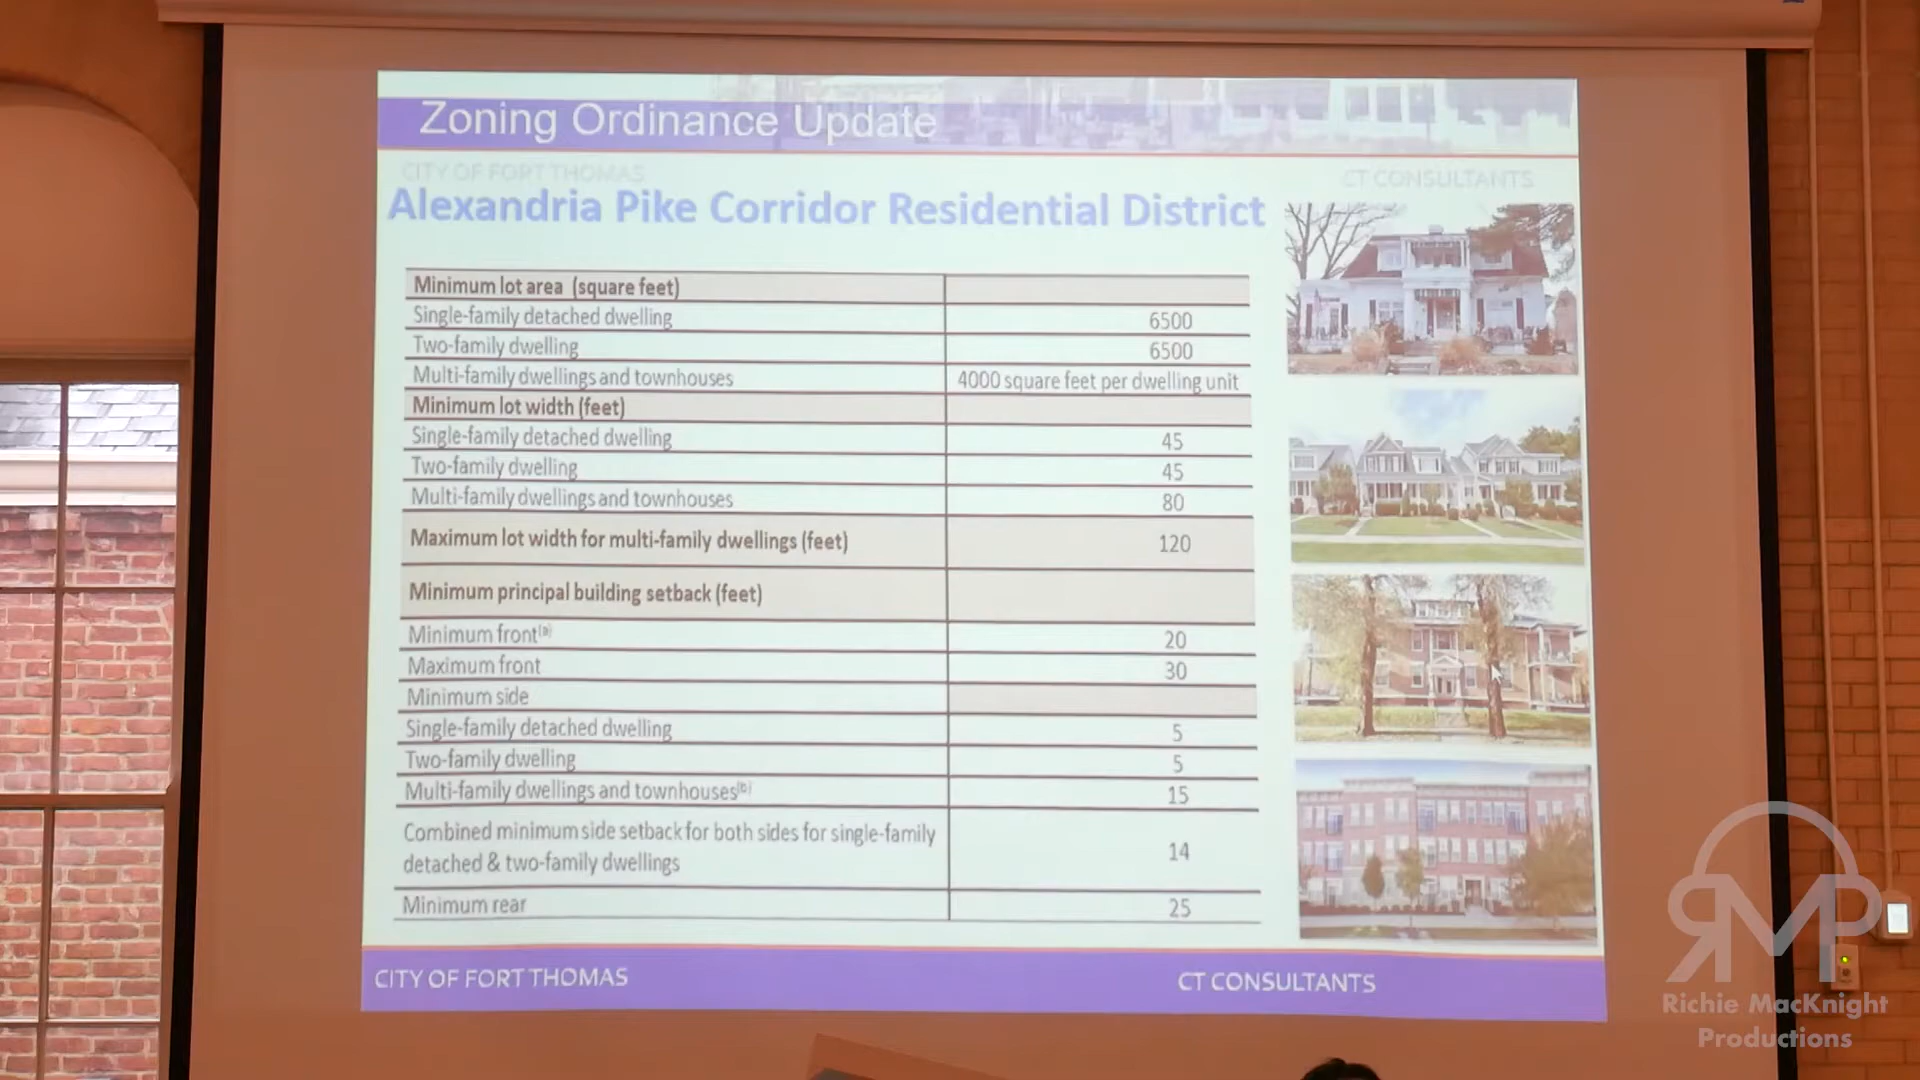 Zoning Ordinance Update
CITY OF FORT THOMAS
CT CONSULTANTS
Alexandria Pike Corridor Residential District
Minimum lot area (square feet)
Single-family detached dwelling 6500
Two-family dwelling 6500
Multi-family dwellings and townhouses 4000 square feet per dwelling unit
Minimum lot width (feet)
Single-family detached dwelling 45
Two-family dwelling 45
Multi-family dwellings and townhouses 80
Maximum lot width for multi-family dwellings (feet) 120
Minimum principal building setback (feet)
Minimum front(a) 20
Maximum front 30
Minimum side
Single-family detached dwelling 5
Two-family dwelling 5
Multi-family dwellings and townhouses(b) 15
Combined minimum side setback for both sides for single-family
detached & two-family dwellings 14
Minimum rear 25
CITY OF FORT THOMAS
CT CONSULTANTS
RMP
Richie MacKnight
Productions